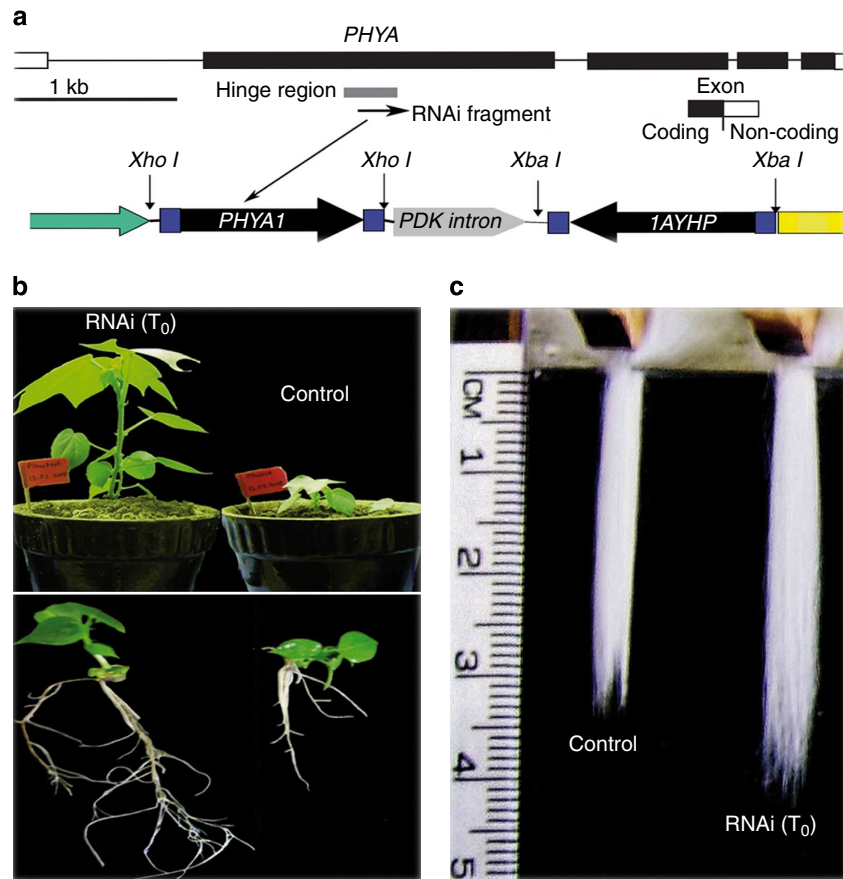 a
PHYA
1 kb
Hinge region
RNAi fragment
Exon
Coding
Non-coding
Xho I
Xho I
Xba I
Xba I
PHYA1
PDK intron
1AYHP
b
RNAi (T0)
Control
Planted
c
CM
1
2
3
4
5
Control
RNAi (T0)